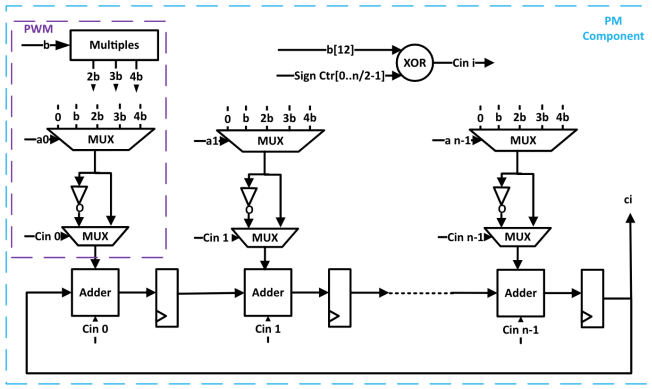 PWM
PM
Component
b
Multiples
2b 3b 4b
b[12]
Sign Ctr[0..n/2-1]
XOR
Cin i
0 b 2b 3b 4b
0 b 2b 3b 4b
0 b 2b 3b 4b
a0 MUX
a1 MUX
a n-1 MUX
ci
Cin 0 MUX
Cin 1 MUX
Cin n-1 MUX
Adder
Adder
Adder
Cin 0
Cin 1
Cin n-1